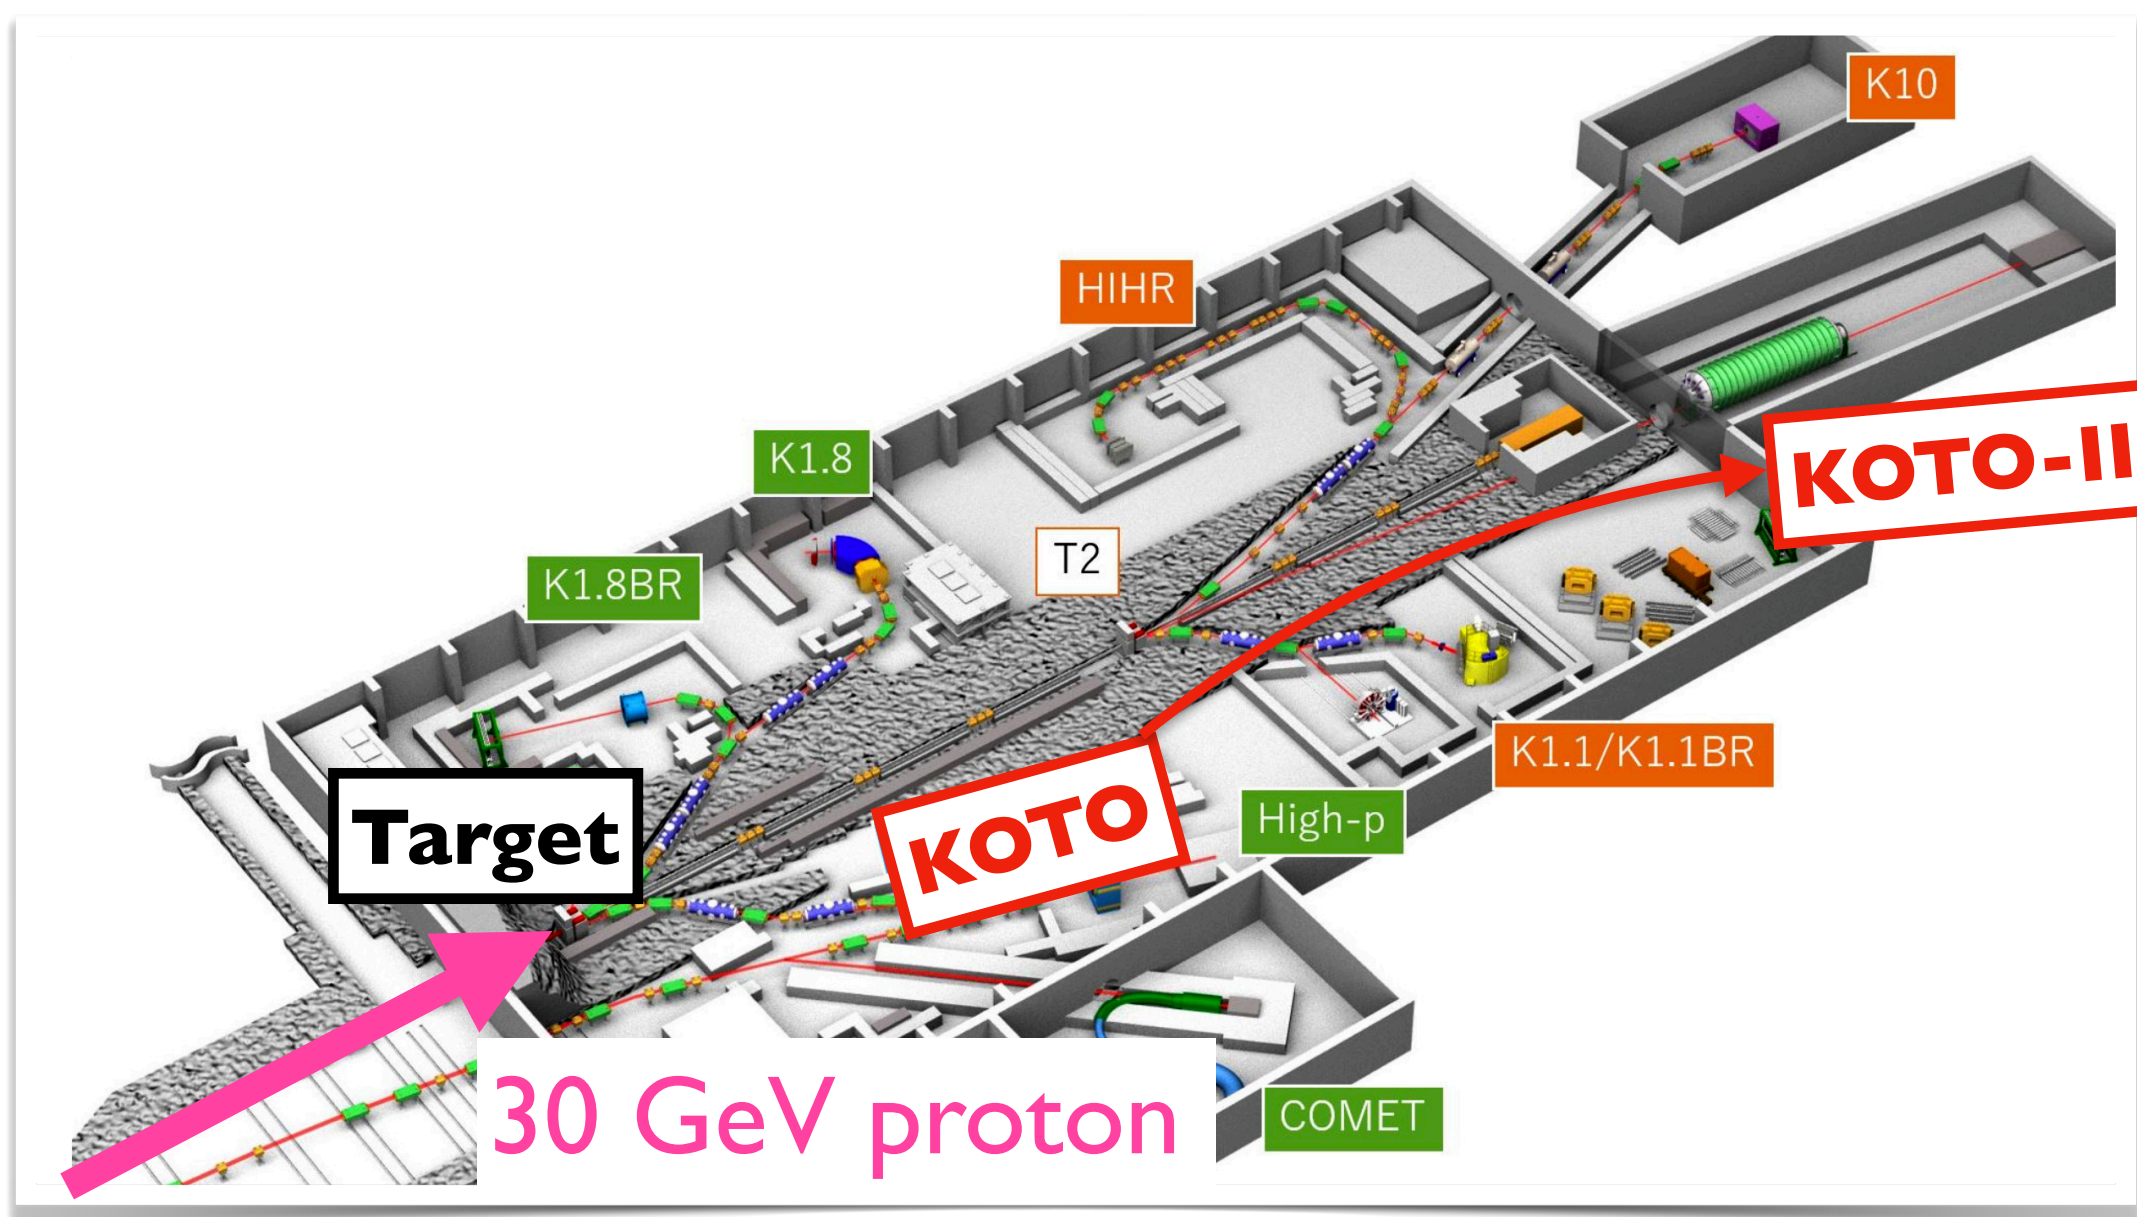 K10
HIHR
K1.8
KOTO-II
T2
K1.8BR
K1.1/K1.1BR
Target
KOTO
High-p
30 GeV proton
COMET